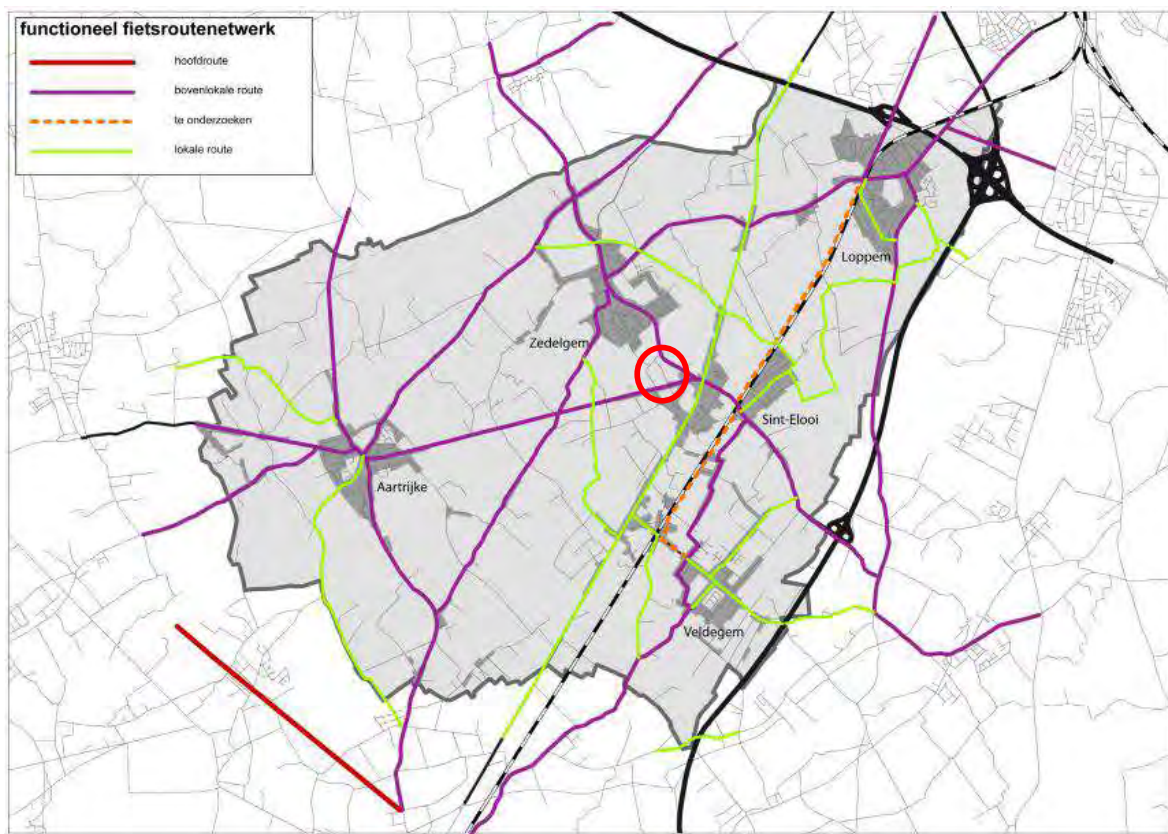 functioneel fietsroutenetwerk
hoofdroute
bovenlokale route
te onderzoeken
lokale route
Loppem
Zedelgem
Sint-Elooi
Aartrijke
Veldegem